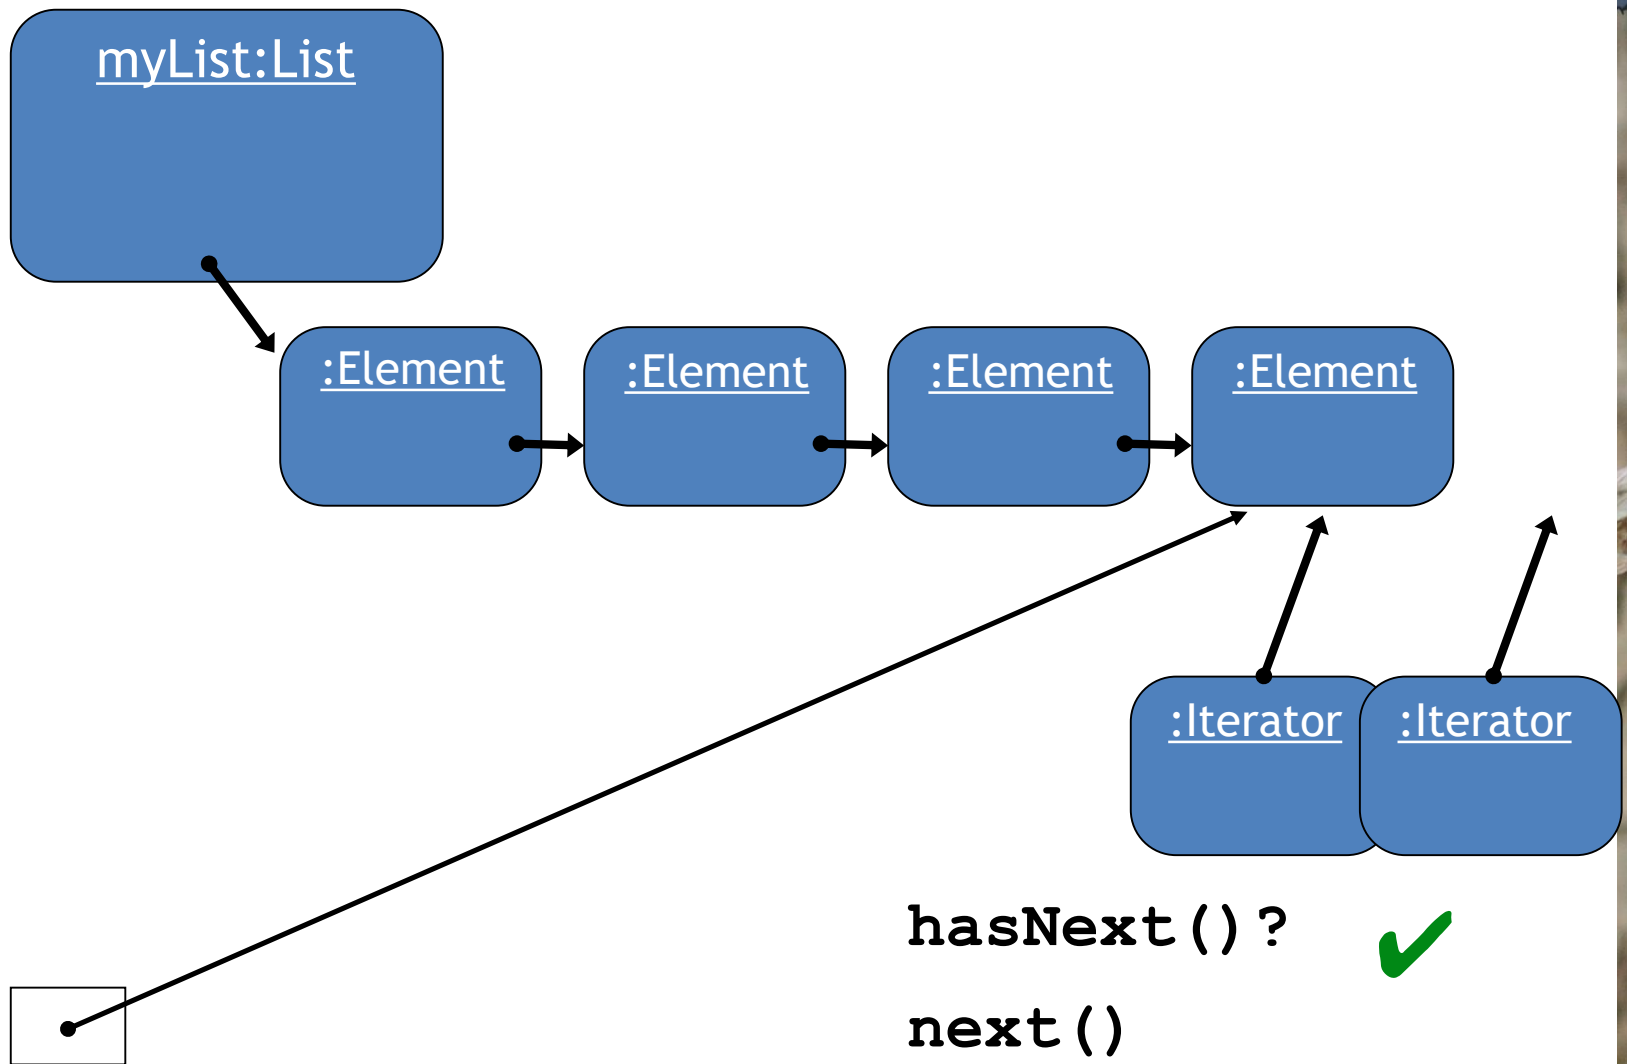 myList:List
:Element
:Element
:Element
:Element
:Iterator
:Iterator
hasNext()? ✔
next()